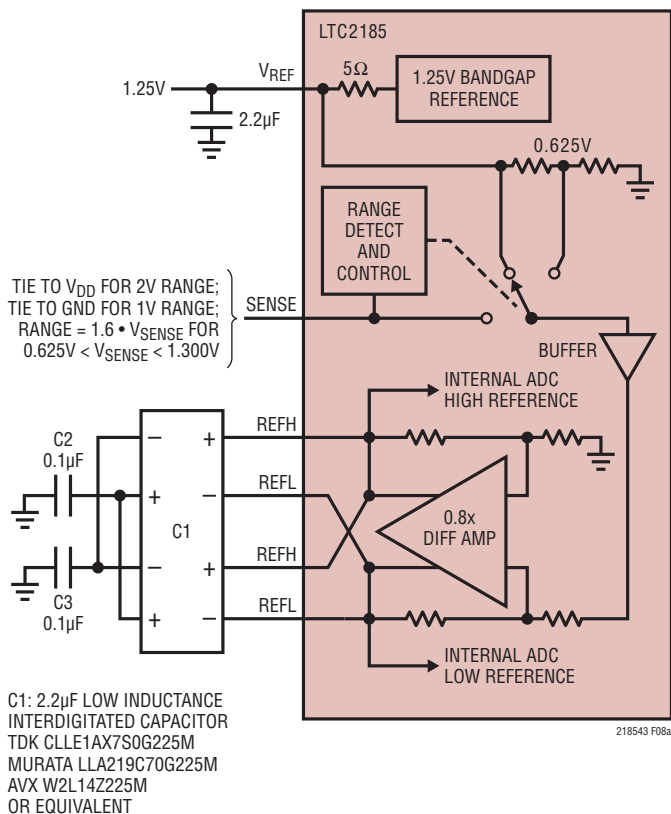 LTC2185
VREF
5Ω
1.25V BANDGAP
REFERENCE
1.25V
2.2µF
0.625V
RANGE
DETECT
AND
CONTROL
TIE TO VDD FOR 2V RANGE;
TIE TO GND FOR 1V RANGE;
RANGE = 1.6 • VSENSE FOR
0.625V < VSENSE < 1.300V
SENSE
BUFFER
INTERNAL ADC
HIGH REFERENCE
C2
0.1µF
– +
REFH
+ –
REFL
C1
0.8x
DIFF AMP
– +
REFH
C3
0.1µF
+ –
REFL
INTERNAL ADC
LOW REFERENCE
C1: 2.2µF LOW INDUCTANCE
INTERDIGITATED CAPACITOR
TDK CLLE1AX7S0G225M
MURATA LLA219C70G225M
AVX W2L14Z225M
OR EQUIVALENT
218543 F08a